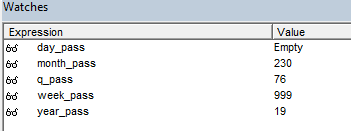 Watches
Expression Value
day_pass Empty
month_pass 230
q_pass 76
week_pass 999
year_pass 19